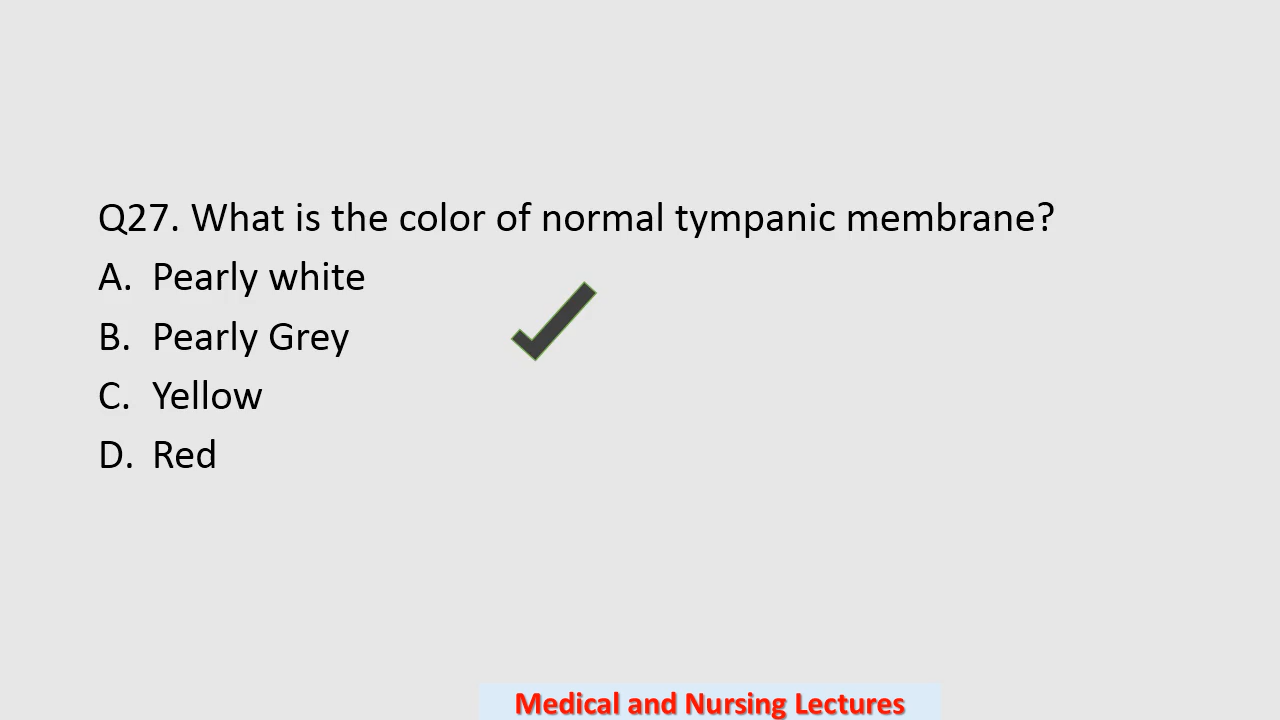 Q27. What is the color of normal tympanic membrane?
A. Pearly white
B. Pearly Grey
C. Yellow
D. Red
Medical and Nursing Lectures